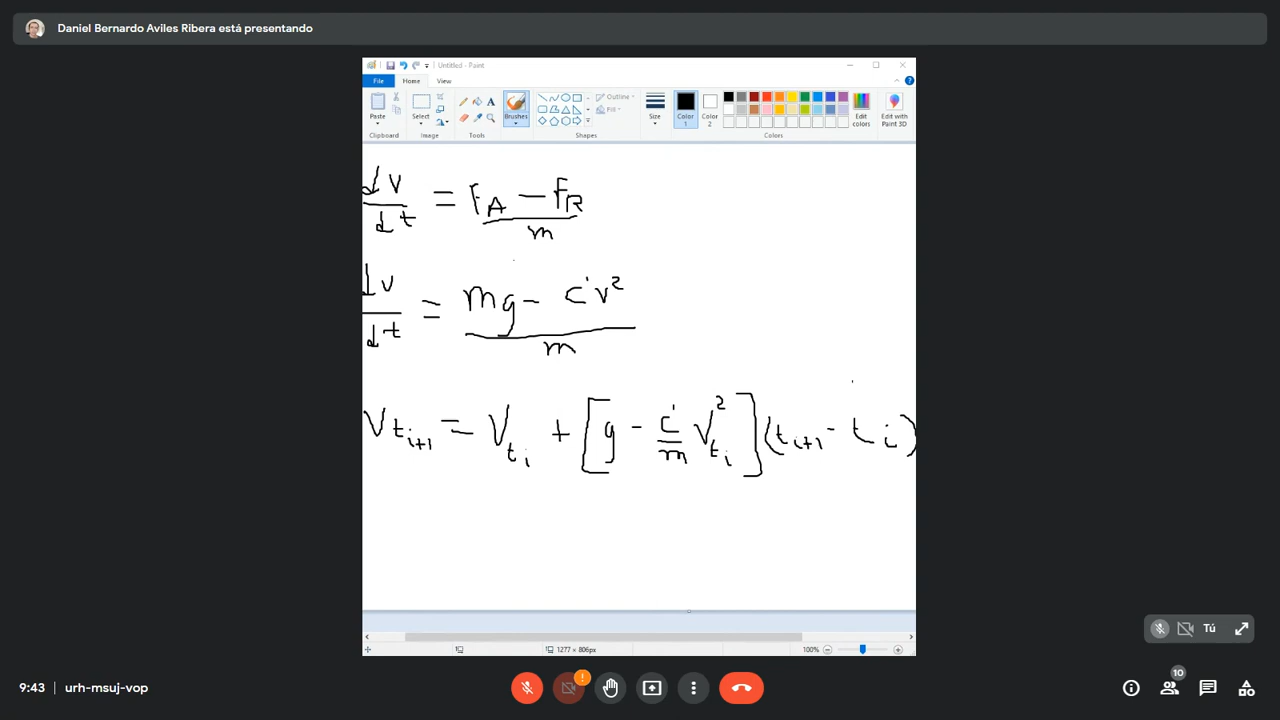 Daniel Bernardo Aviles Ribera está presentando
Untitled - Paint
File Home View
Paste Select Brushes Outline Fill Size Color 1 Color 2 Edit colors Edit with Paint 3D
Clipboard Image Tools Shapes Colors
dv/dt = (F_A - F_R)/m
dv/dt = (mg - c'v²)/m
V_{t_{i+1}} = V_{t_i} + [g - c'/m V²_{t_i}](t_{i+1} - t_i)
1277 × 806px 100%
Tú
9:43 | urh-msuj-vop
10